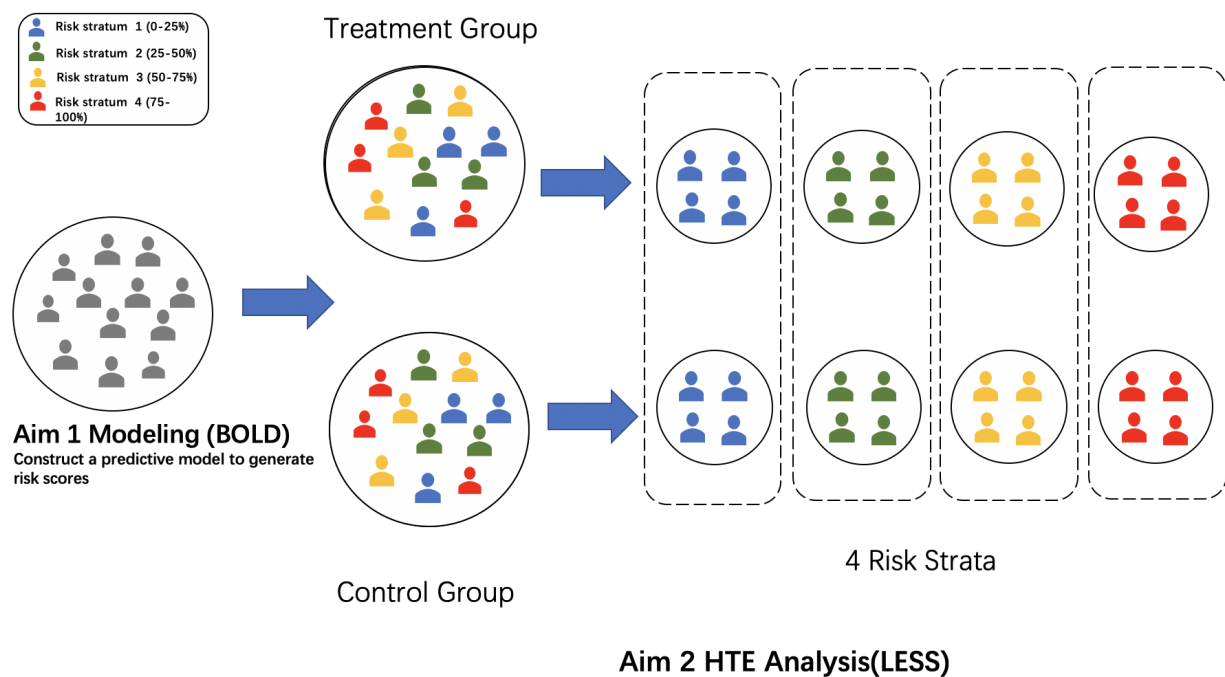 Risk stratum 1 (0-25%)
Risk stratum 2 (25-50%)
Risk stratum 3 (50-75%)
Risk stratum 4 (75-
100%)
Treatment Group
Aim 1 Modeling (BOLD)
Construct a predictive model to generate
risk scores
Control Group
4 Risk Strata
Aim 2 HTE Analysis(LESS)